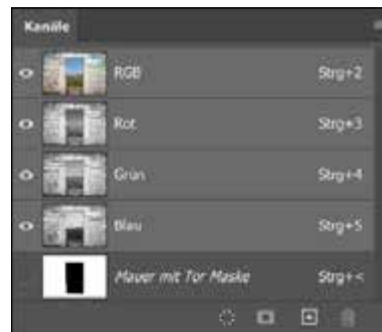 Kanäle
RGB Strg+2
Rot Strg+3
Grün Strg+4
Blau Strg+5
Mauer mit Tor Maske Strg+<